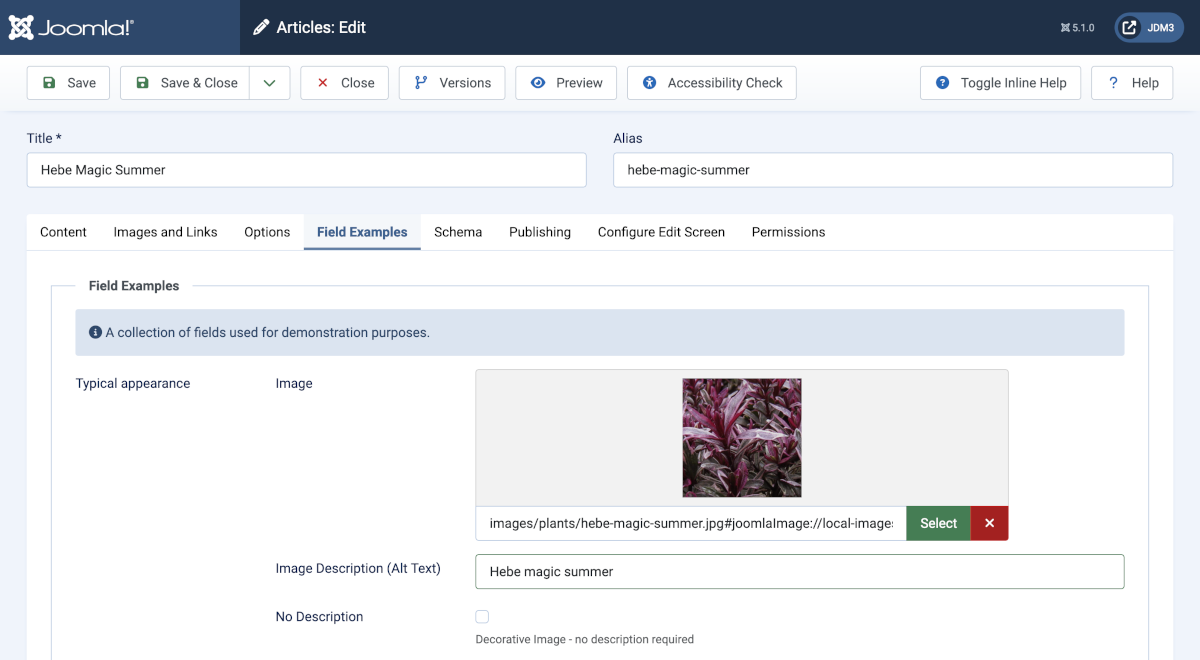 Joomla!®
Articles: Edit
5.1.0
JDM3
Save
Save & Close
Close
Versions
Preview
Accessibility Check
Toggle Inline Help
? Help
Title *
Alias
Hebe Magic Summer
hebe-magic-summer
Content
Images and Links
Options
Field Examples
Schema
Publishing
Configure Edit Screen
Permissions
Field Examples
A collection of fields used for demonstration purposes.
Typical appearance
Image
images/plants/hebe-magic-summer.jpg#joomlaImage://local-images
Select
Image Description (Alt Text)
Hebe magic summer
No Description
Decorative Image - no description required